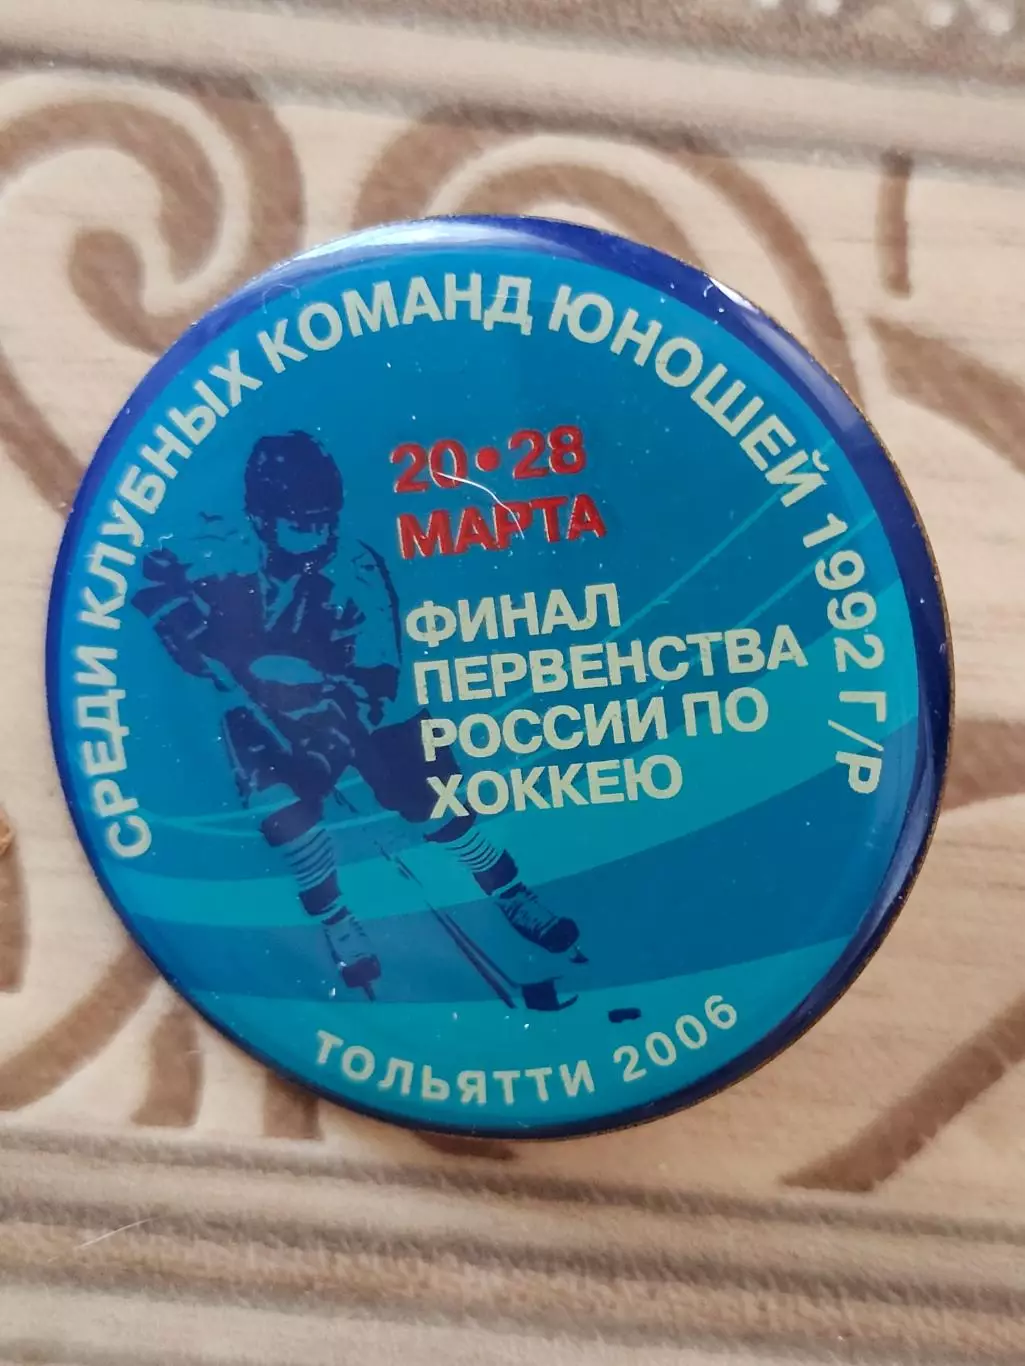 СРЕДИ КЛУБНЫХ КОМАНД ЮНОШЕЙ 1992 Г/Р
20•28
МАРТА
ФИНАЛ
ПЕРВЕНСТВА
РОССИИ ПО
ХОККЕЮ
ТОЛЬЯТТИ 2006